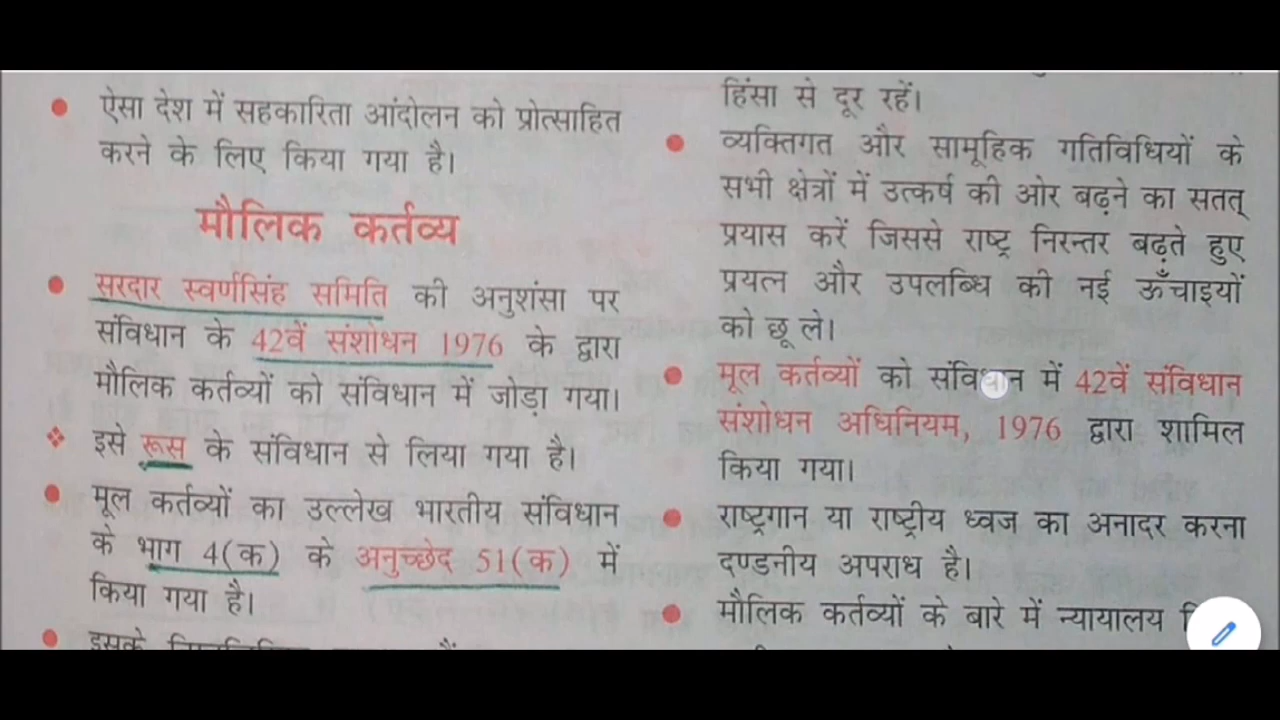 ऐसा देश में सहकारिता आंदोलन को प्रोत्साहित
करने के लिए किया गया है।
मौलिक कर्तव्य
सरदार स्वर्णसिंह समिति की अनुशंसा पर
संविधान के 42वें संशोधन 1976 के द्वारा
मौलिक कर्तव्यों को संविधान में जोड़ा गया।
इसे रूस के संविधान से लिया गया है।
मूल कर्तव्यों का उल्लेख भारतीय संविधान
के भाग 4(क) के अनुच्छेद 51(क) में
किया गया है।
इसके
हिंसा से दूर रहें।
व्यक्तिगत और सामूहिक गतिविधियों के
सभी क्षेत्रों में उत्कर्ष की ओर बढ़ने का सतत्
प्रयास करें जिससे राष्ट्र निरन्तर बढ़ते हुए
प्रयत्न और उपलब्धि की नई ऊँचाइयों
को छू ले।
मूल कर्तव्यों को संविधान में 42वें संविधान
संशोधन अधिनियम, 1976 द्वारा शामिल
किया गया।
राष्ट्रगान या राष्ट्रीय ध्वज का अनादर करना
दण्डनीय अपराध है।
मौलिक कर्तव्यों के बारे में न्यायालय